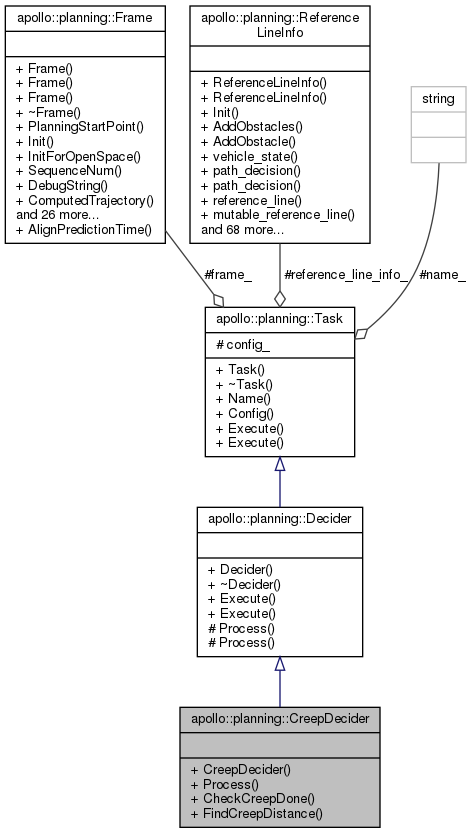 apollo::planning::Frame
+ Frame()
+ Frame()
+ Frame()
+ ~Frame()
+ PlanningStartPoint()
+ Init()
+ InitForOpenSpace()
+ SequenceNum()
+ DebugString()
+ ComputedTrajectory()
and 26 more...
+ AlignPredictionTime()
apollo::planning::Reference
LineInfo
+ ReferenceLineInfo()
+ ReferenceLineInfo()
+ Init()
+ AddObstacles()
+ AddObstacle()
+ vehicle_state()
+ path_decision()
+ path_decision()
+ reference_line()
+ mutable_reference_line()
and 68 more...
string
#frame_
#reference_line_info_
#name_
apollo::planning::Task
# config_
+ Task()
+ ~Task()
+ Name()
+ Config()
+ Execute()
+ Execute()
apollo::planning::Decider
+ Decider()
+ ~Decider()
+ Execute()
+ Execute()
# Process()
# Process()
apollo::planning::CreepDecider
+ CreepDecider()
+ Process()
+ CheckCreepDone()
+ FindCreepDistance()